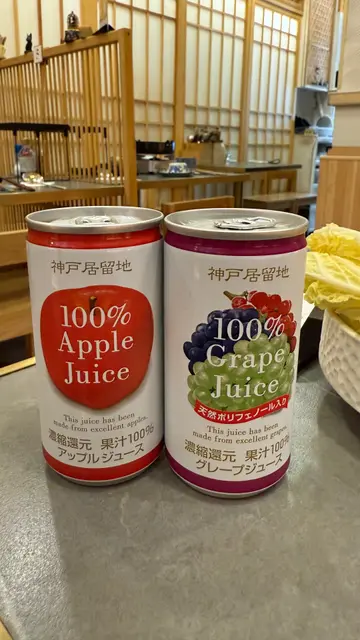 神戸居留地
100%
Apple
Juice
This juice has been
made from excellent apples.
濃縮還元 果汁100%
アップルジュース
神戸居留地
100%
Grape
Juice
天然ポリフェノール入り
This juice has been
made from excellent grapes.
濃縮還元 果汁100%
グレープジュース